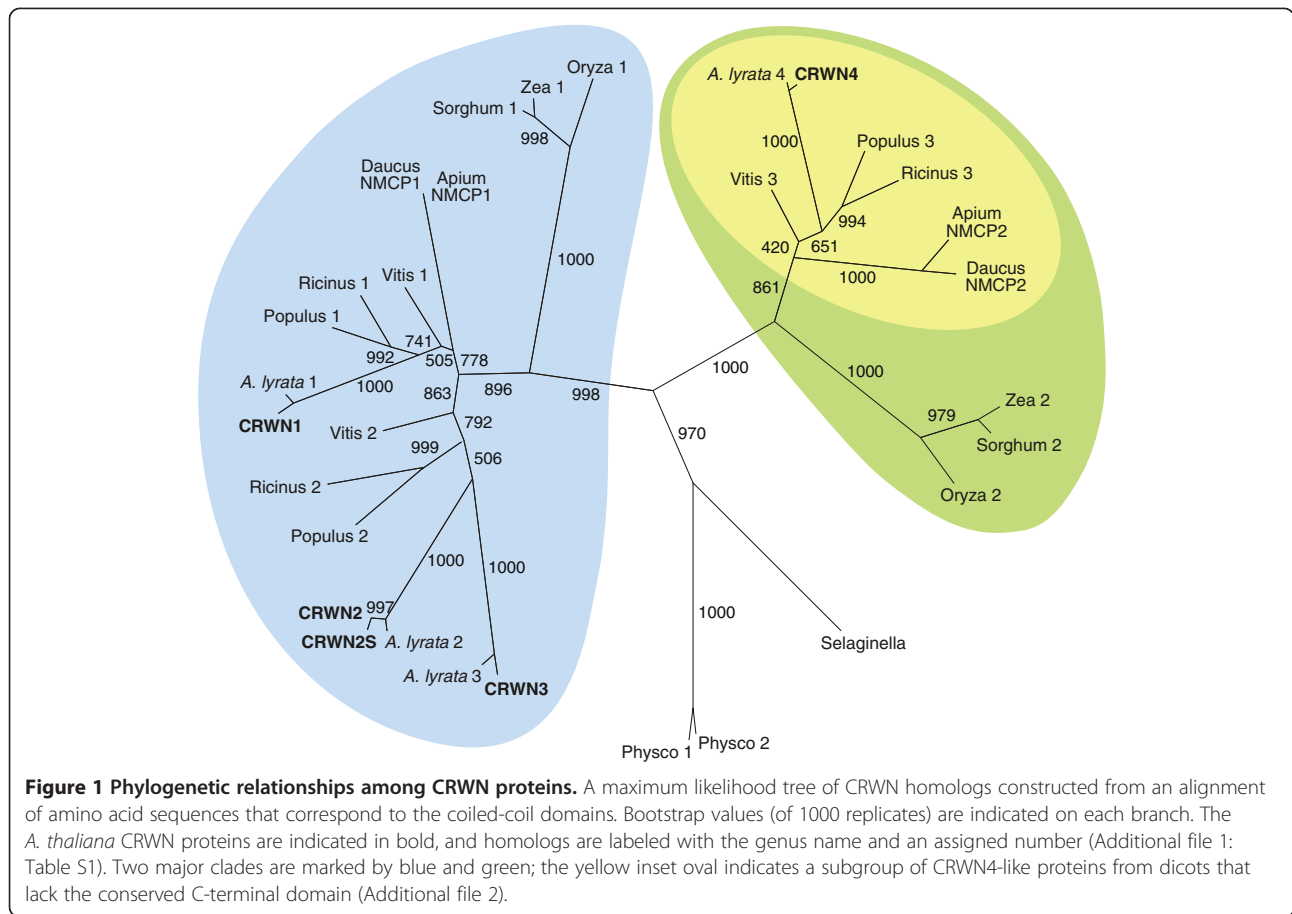 Oryza 1
Zea 1
Sorghum 1
998
Daucus
NMCP1
Apium
NMCP1
1000
Vitis 1
Ricinus 1
Populus 1
741
992
505
778
A. lyrata 1
1000
CRWN1
863
896
998
Vitis 2
792
999
506
Ricinus 2
Populus 2
1000
1000
CRWN2
997
CRWN2S
A. lyrata 2
A. lyrata 3
CRWN3
A. lyrata 4
CRWN4
1000
Populus 3
Vitis 3
Ricinus 3
994
Apium
NMCP2
420
651
Daucus
NMCP2
1000
861
1000
1000
Zea 2
979
Sorghum 2
Oryza 2
970
1000
Selaginella
Physco 1
Physco 2
Figure 1 Phylogenetic relationships among CRWN proteins. A maximum likelihood tree of CRWN homologs constructed from an alignment
of amino acid sequences that correspond to the coiled-coil domains. Bootstrap values (of 1000 replicates) are indicated on each branch. The
A. thaliana CRWN proteins are indicated in bold, and homologs are labeled with the genus name and an assigned number (Additional file 1:
Table S1). Two major clades are marked by blue and green; the yellow inset oval indicates a subgroup of CRWN4-like proteins from dicots that
lack the conserved C-terminal domain (Additional file 2).